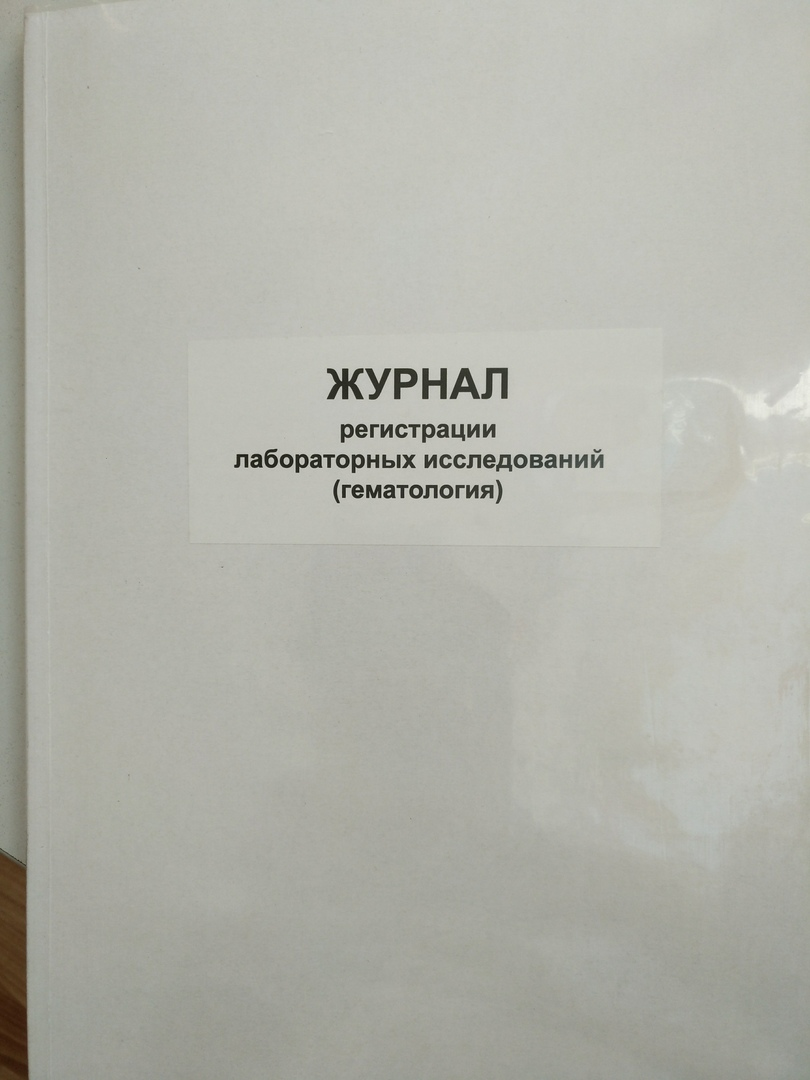 ЖУРНАЛ
регистрации
лабораторных исследований
(гематология)